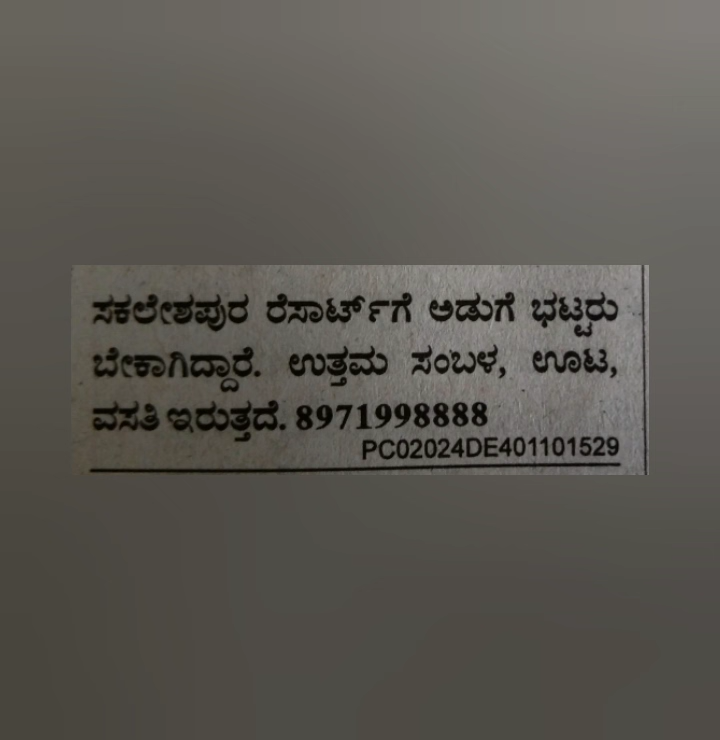 ಸಕಲೇಶಪುರ ರೆಸಾರ್ಟ್‌ಗೆ ಅಡುಗೆ ಭಟ್ಟರು
ಬೇಕಾಗಿದ್ದಾರೆ. ಉತ್ತಮ ಸಂಬಳ, ಊಟ,
ವಸತಿ ಇರುತ್ತದೆ. 8971998888
PC02024DE401101529